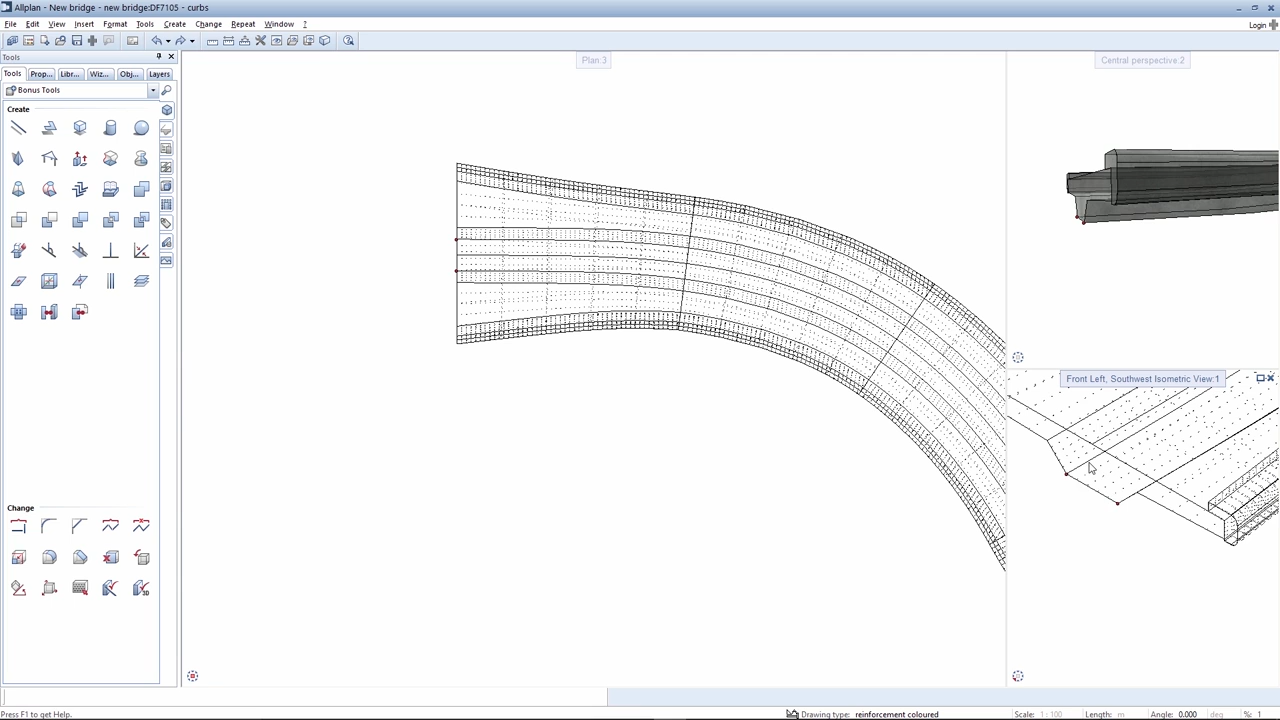 Allplan - New bridge - new bridge:DF7105 - curbs
File Edit View Insert Format Tools Create Change Repeat Window ?
Login
Tools
Tools Prop... Libr... Wiz... Obj... Layers
Bonus Tools
Create
Change
Plan:3
Central perspective:2
Front Left, Southwest Isometric View:1
Press F1 to get Help.
Drawing type: reinforcement coloured
Scale: 1 : 100
Length: m
Angle: 0.000 deg
%: 1